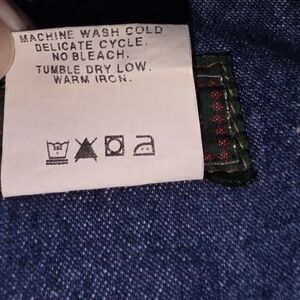 MACHINE WASH COLD
DELICATE CYCLE.
NO BLEACH.
TUMBLE DRY LOW.
WARM IRON.